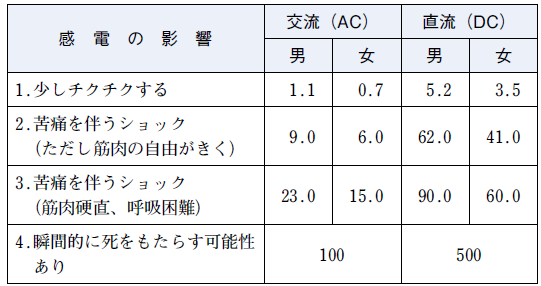 感電の影響 交流（AC） 直流（DC）
男 女 男 女
1.少しチクチクする 1.1 0.7 5.2 3.5
2.苦痛を伴うショック
（ただし筋肉の自由がきく） 9.0 6.0 62.0 41.0
3.苦痛を伴うショック
（筋肉硬直、呼吸困難） 23.0 15.0 90.0 60.0
4.瞬間的に死をもたらす可能性
あり 100 500